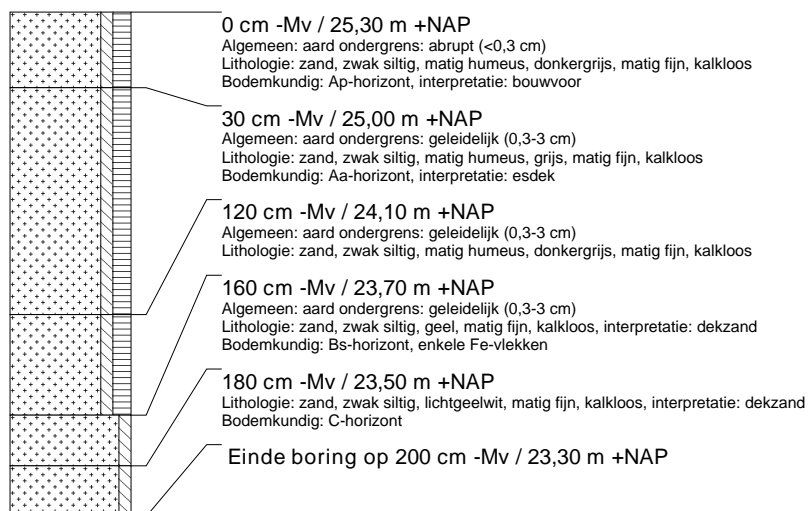 0 cm -Mv / 25,30 m +NAP
Algemeen: aard ondergrens: abrupt (<0,3 cm)
Lithologie: zand, zwak siltig, matig humeus, donkergrijs, matig fijn, kalkloos
Bodemkundig: Ap-horizont, interpretatie: bouwvoor
30 cm -Mv / 25,00 m +NAP
Algemeen: aard ondergrens: geleidelijk (0,3-3 cm)
Lithologie: zand, zwak siltig, matig humeus, grijs, matig fijn, kalkloos
Bodemkundig: Aa-horizont, interpretatie: esdek
120 cm -Mv / 24,10 m +NAP
Algemeen: aard ondergrens: geleidelijk (0,3-3 cm)
Lithologie: zand, zwak siltig, matig humeus, donkergrijs, matig fijn, kalkloos
160 cm -Mv / 23,70 m +NAP
Algemeen: aard ondergrens: geleidelijk (0,3-3 cm)
Lithologie: zand, zwak siltig, geel, matig fijn, kalkloos, interpretatie: dekzand
Bodemkundig: Bs-horizont, enkele Fe-vlekken
180 cm -Mv / 23,50 m +NAP
Lithologie: zand, zwak siltig, lichtgeelwit, matig fijn, kalkloos, interpretatie: dekzand
Bodemkundig: C-horizont
Einde boring op 200 cm -Mv / 23,30 m +NAP